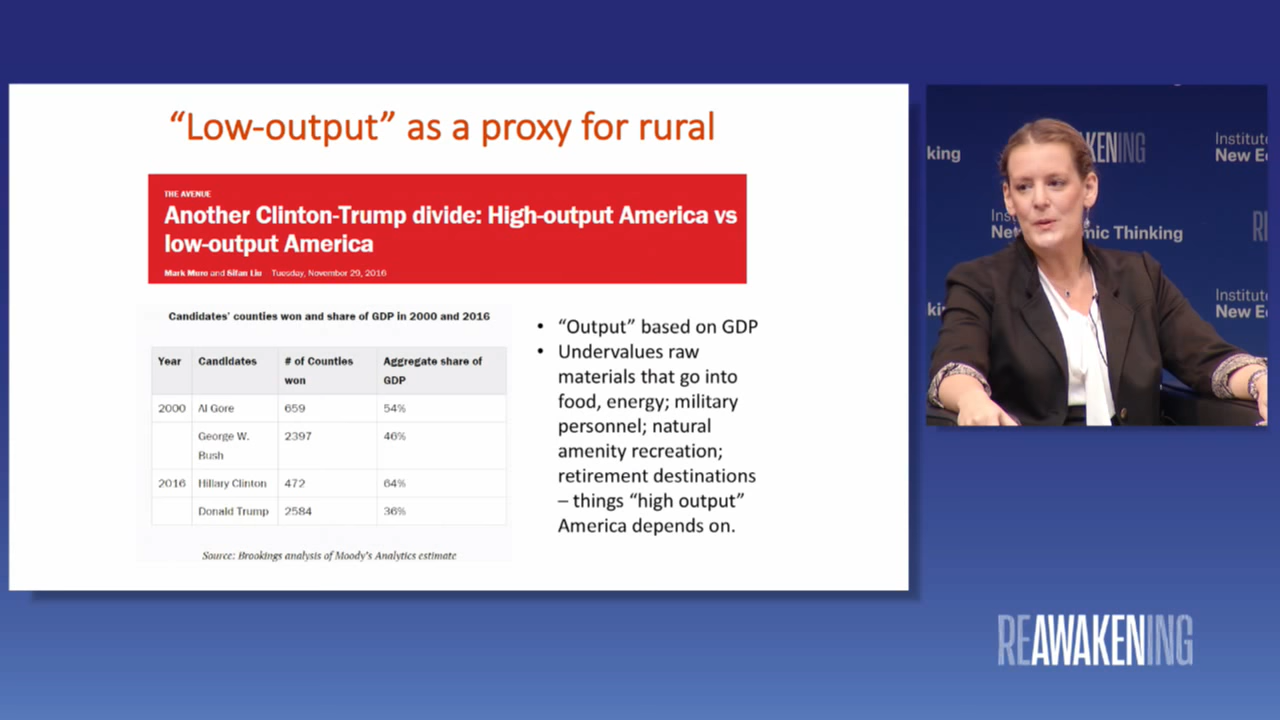 “Low-output” as a proxy for rural
THE AVENUE
Another Clinton-Trump divide: High-output America vs
low-output America
Mark Muro and Sifan Liu Tuesday, November 29, 2016
Candidates’ counties won and share of GDP in 2000 and 2016
Year Candidates # of Counties won Aggregate share of GDP
2000 Al Gore 659 54%
George W. Bush 2397 46%
2016 Hillary Clinton 472 64%
Donald Trump 2584 36%
Source: Brookings analysis of Moody’s Analytics estimate
• “Output” based on GDP
• Undervalues raw
materials that go into
food, energy; military
personnel; natural
amenity recreation;
retirement destinations
– things “high output”
America depends on.
king
KENING
Institute
New E
Inst
Ne
mic Thinking
R
ki
Institute
New E
REAWAKENING